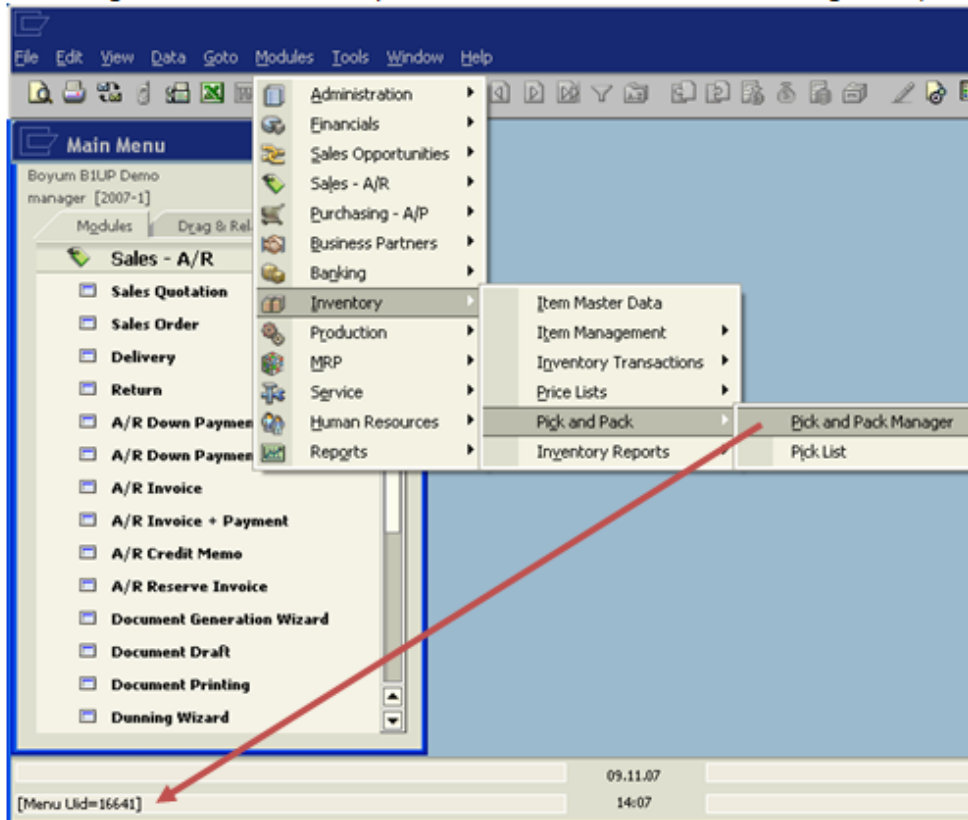 File Edit View Data Goto Modules Tools Window Help
Main Menu
Boyum B1UP Demo
manager [2007-1]
Modules Drag & Rel
Sales - A/R
Sales Quotation
Sales Order
Delivery
Return
A/R Down Paymen
A/R Down Paymen
A/R Invoice
A/R Invoice + Payment
A/R Credit Memo
A/R Reserve Invoice
Document Generation Wizard
Document Draft
Document Printing
Dunning Wizard
Administration
Financials
Sales Opportunities
Sales - A/R
Purchasing - A/P
Business Partners
Banking
Inventory
Production
MRP
Service
Human Resources
Reports
Item Master Data
Item Management
Inventory Transactions
Price Lists
Pick and Pack
Inventory Reports
Pick and Pack Manager
Pick List
09.11.07
[Menu Uid=16641] 14:07